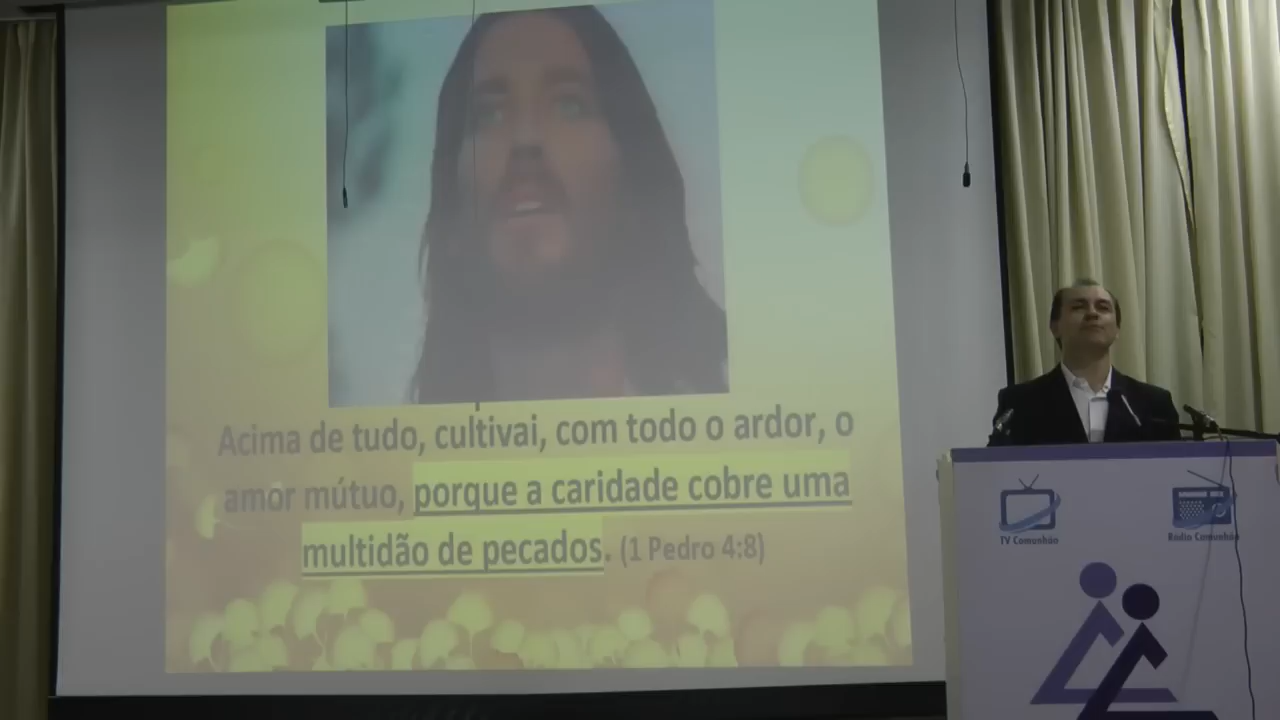 Acima de tudo, cultivai, com todo o ardor, o
amor mútuo, porque a caridade cobre uma
multidão de pecados. (1 Pedro 4:8)
TV Comunhão
Rádio Comunhão